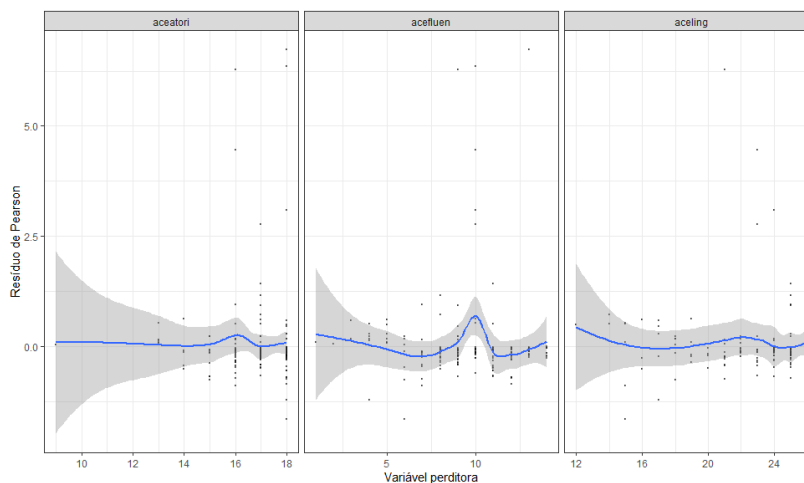 aceatori acefluen aceling
Resíduo de Pearson
5.0
2.5
0.0
10 12 14 16 18 5 10 12 16 20 24
Variável perditora